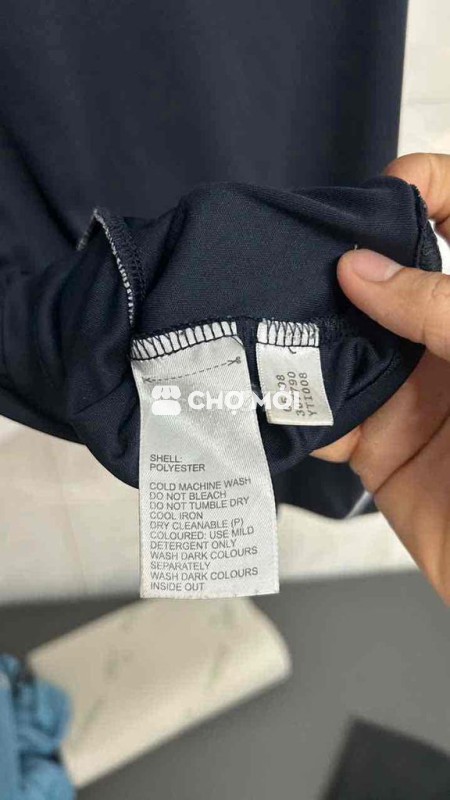 CHỢ MỚI
SHELL:
POLYESTER
COLD MACHINE WASH
DO NOT BLEACH
DO NOT TUMBLE DRY
COOL IRON
DRY CLEANABLE (P)
COLOURED: USE MILD
DETERGENT ONLY
WASH DARK COLOURS
SEPARATELY
WASH DARK COLOURS
INSIDE OUT
YTI008